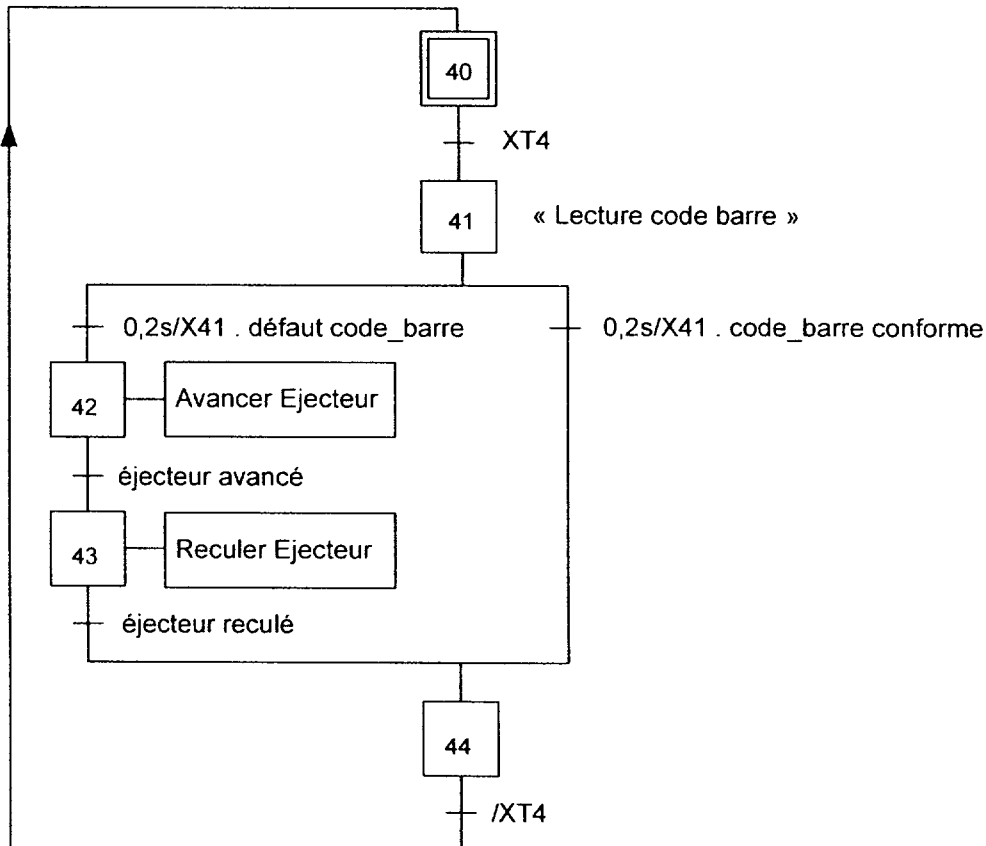 40
XT4
41
« Lecture code barre »
0,2s/X41 . défaut code_barre
0,2s/X41 . code_barre conforme
42
Avancer Ejecteur
éjecteur avancé
43
Reculer Ejecteur
éjecteur reculé
44
/XT4